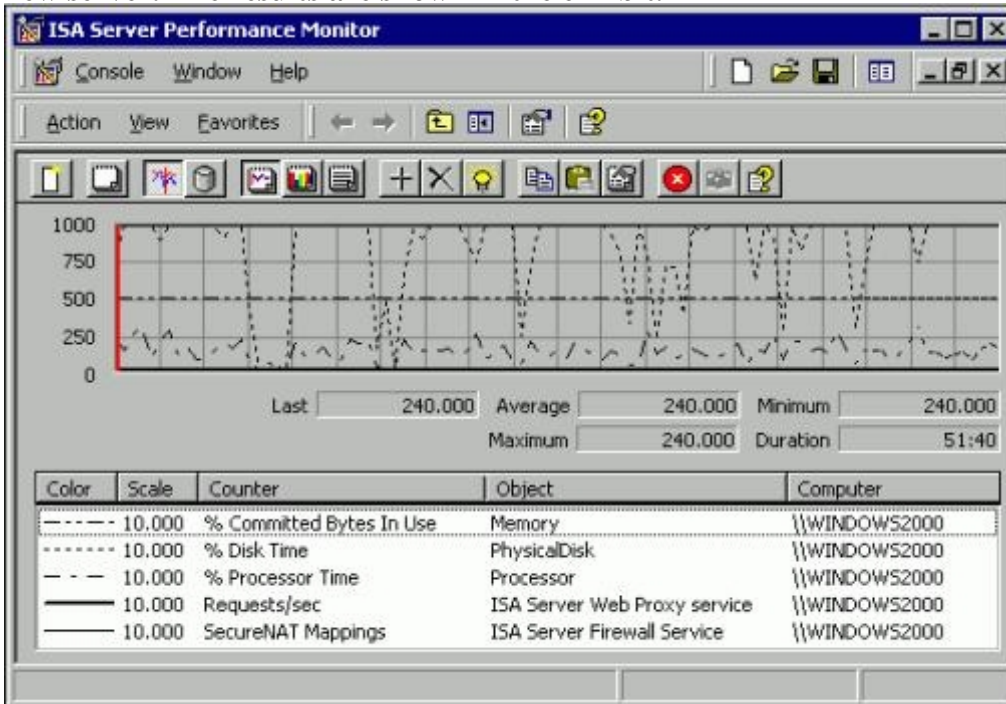 ISA Server Performance Monitor
Console Window Help
Action View Favorites
1000
750
500
250
0
Last 240.000 Average 240.000 Minimum 240.000
Maximum 240.000 Duration 51:40
Color Scale Counter Object Computer
10.000 % Committed Bytes In Use Memory \\WINDOWS2000
10.000 % Disk Time PhysicalDisk \\WINDOWS2000
10.000 % Processor Time Processor \\WINDOWS2000
10.000 Requests/sec ISA Server Web Proxy service \\WINDOWS2000
10.000 SecureNAT Mappings ISA Server Firewall Service \\WINDOWS2000